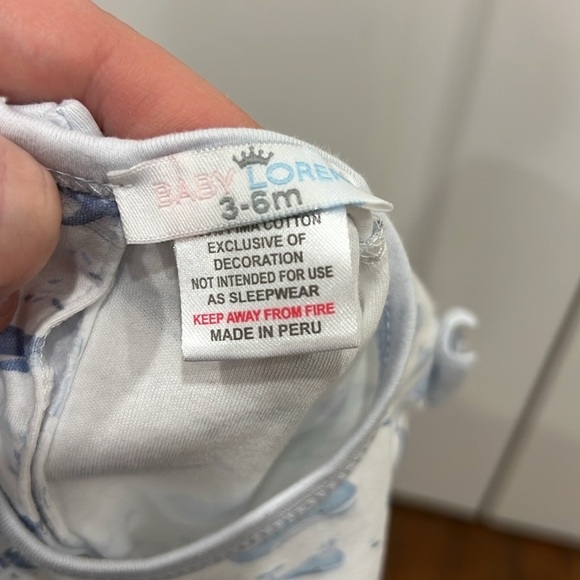 BABY LOREN
3-6m
PIMA COTTON
EXCLUSIVE OF
DECORATION
NOT INTENDED FOR USE
AS SLEEPWEAR
KEEP AWAY FROM FIRE
MADE IN PERU